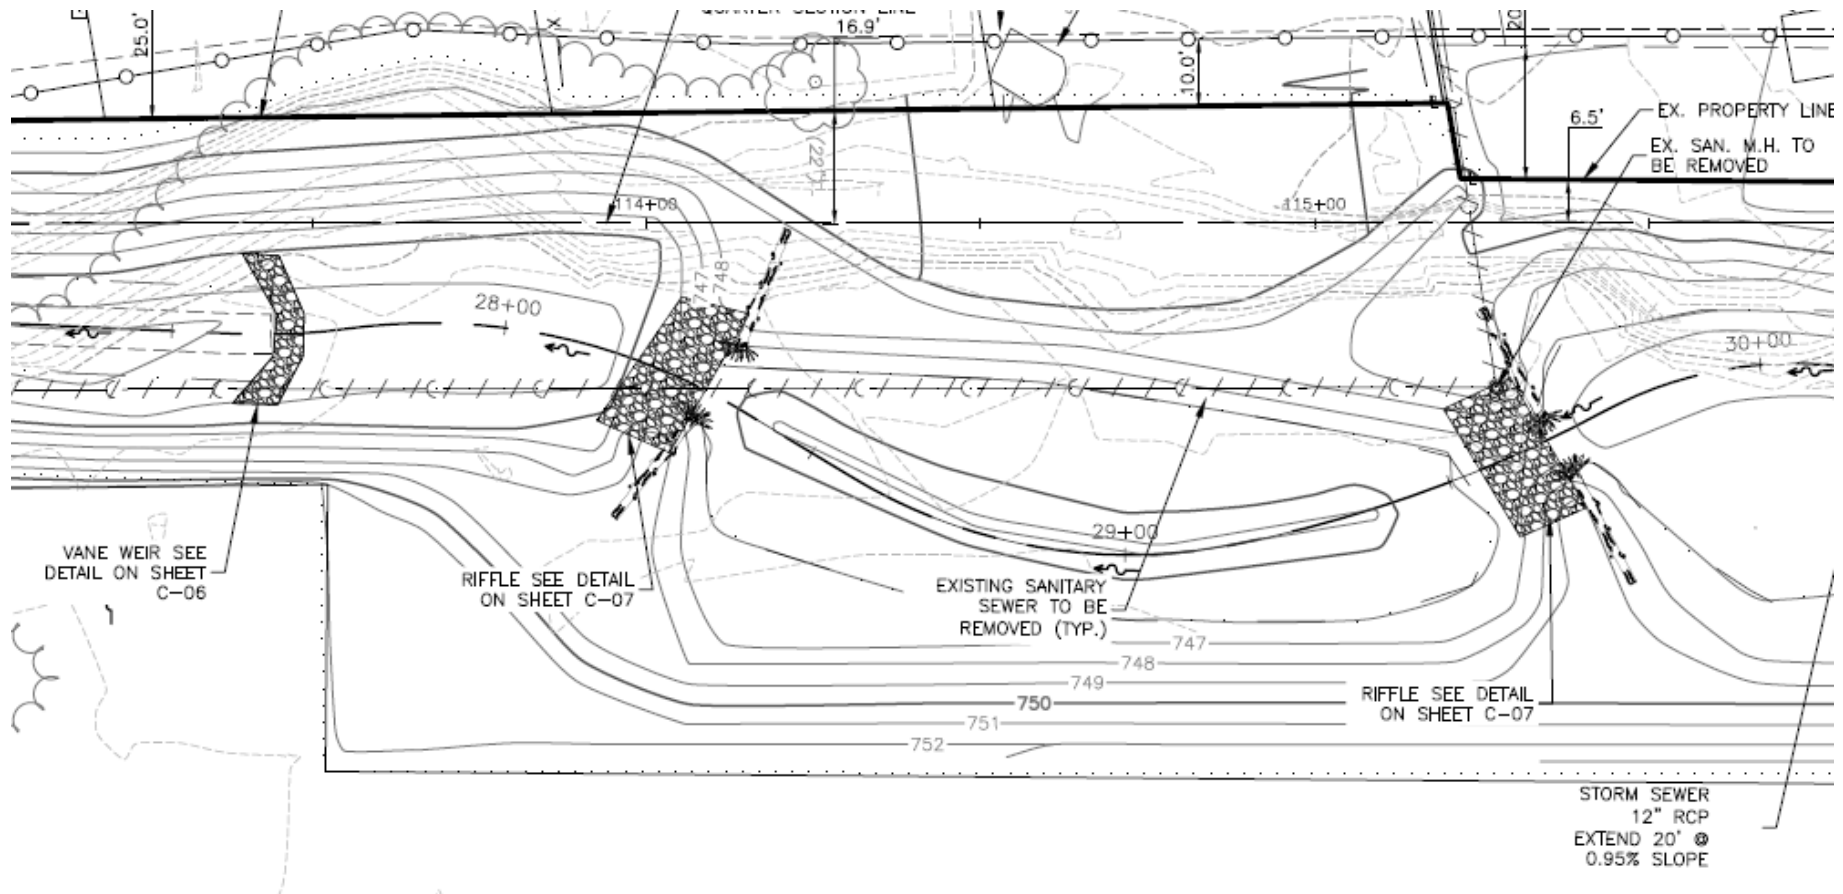 QUARTER SECTION LINE
16.9'
25.0'
10.0'
20
6.5'
EX. PROPERTY LINE
EX. SAN. M.H. TO
BE REMOVED
114+00
115+00
747
748
28+00
30+00
29+00
VANE WEIR SEE
DETAIL ON SHEET
C-06
RIFFLE SEE DETAIL
ON SHEET C-07
EXISTING SANITARY
SEWER TO BE
REMOVED (TYP.)
747
748
749
750
751
752
RIFFLE SEE DETAIL
ON SHEET C-07
STORM SEWER
12" RCP
EXTEND 20' @
0.95% SLOPE